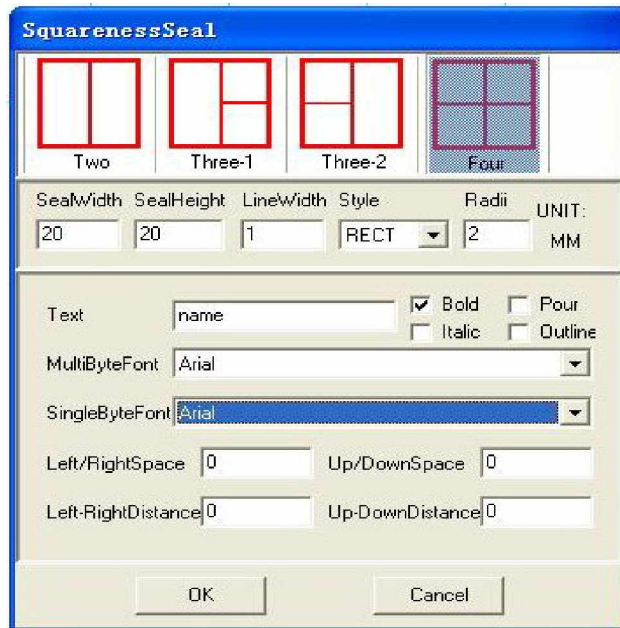 SquarenessSeal
Two Three-1 Three-2 Four
SealWidth SealHeight LineWidth Style Radii UNIT:
20 20 1 RECT 2 MM
Text name Bold Pour
Italic Outline
MultiByteFont Arial
SingleByteFont Arial
Left/RightSpace 0 Up/DownSpace 0
Left-RightDistance 0 Up-DownDistance 0
OK Cancel